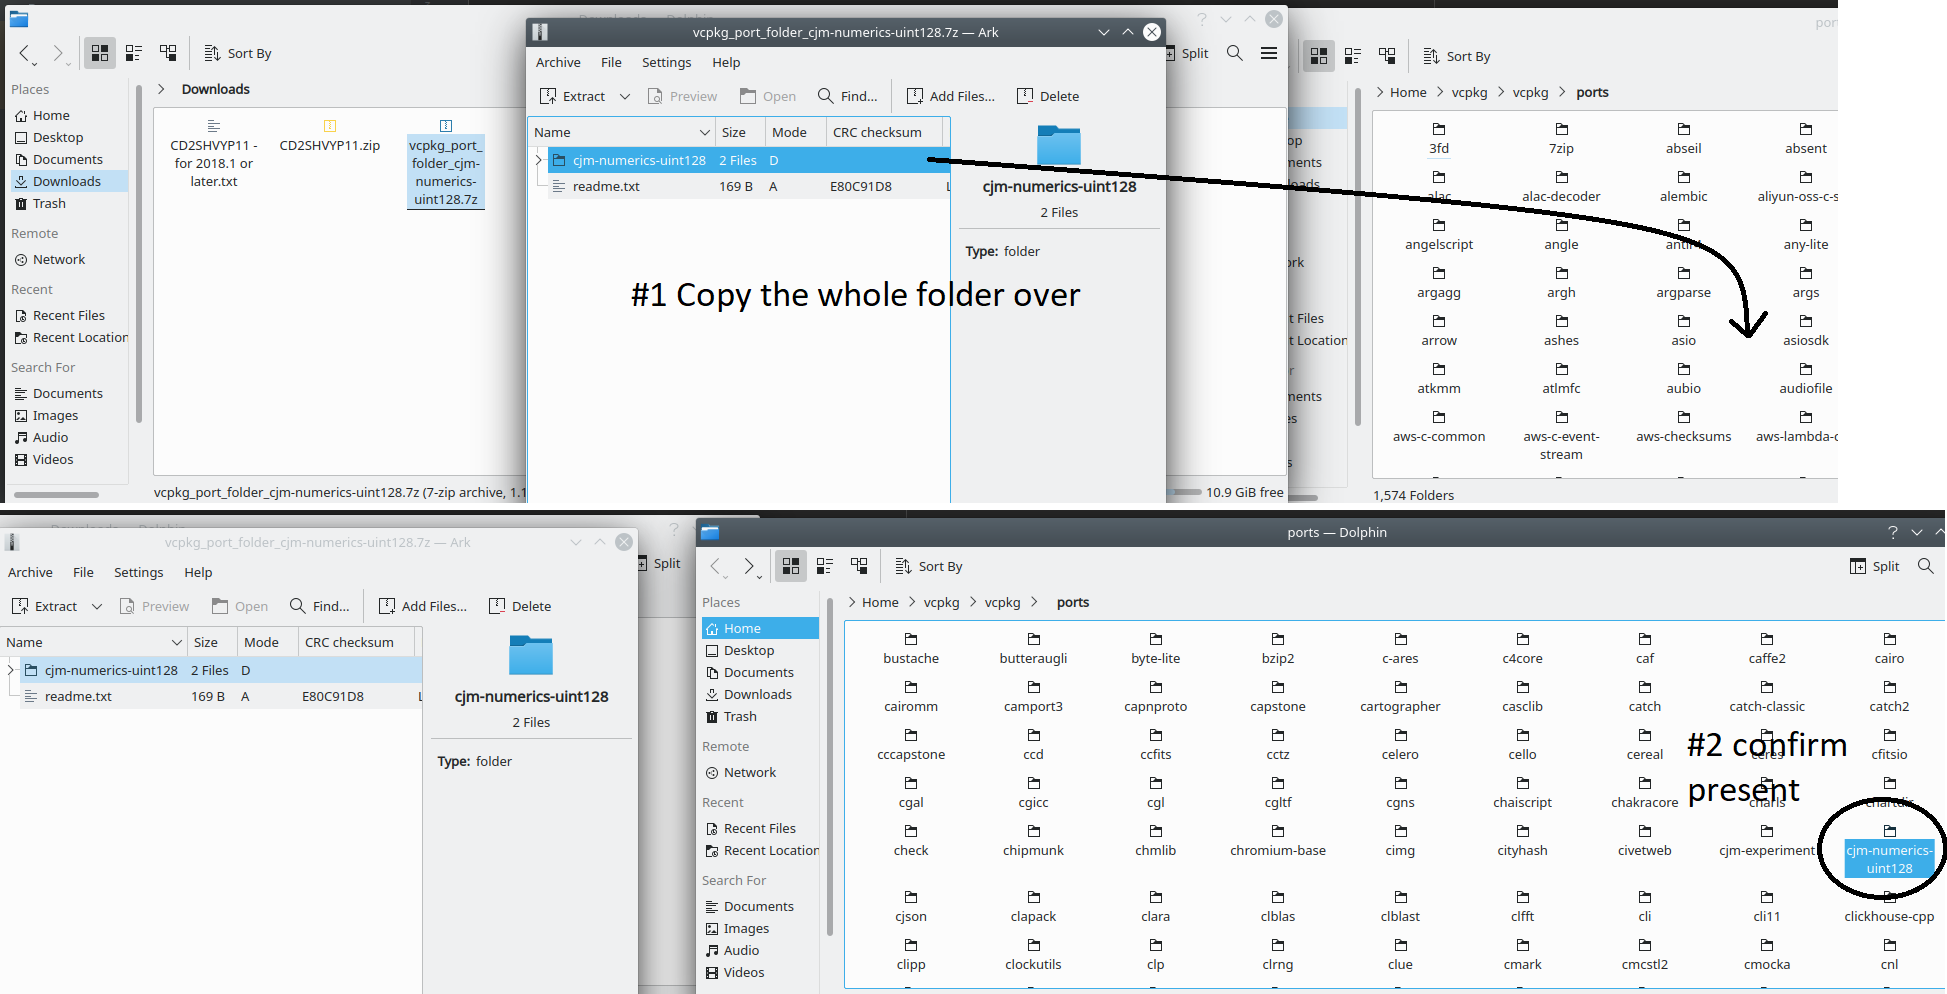 Sort By
Places
Home
Desktop
Documents
Downloads
Trash
Remote
Network
Recent
Recent Files
Recent Location
Search For
Documents
Images
Audio
Videos
Downloads
CD2SHVYP11 -
for 2018.1 or
later.txt
CD2SHVYP11.zip
vcpkg_port_
folder_cjm-
numerics-
uint128.7z
vcpkg_port_folder_cjm-numerics-uint128.7z (7-zip archive, 1.1
vcpkg_port_folder_cjm-numerics-uint128.7z — Ark
Archive File Settings Help
Extract Preview Open Find... Add Files... Delete
Name Size Mode CRC checksum
cjm-numerics-uint128 2 Files D
readme.txt 169 B A E80C91D8
cjm-numerics-uint128
2 Files
Type: folder
#1 Copy the whole folder over
Split
10.9 GiB free
Sort By
Home vcpkg vcpkg ports
3fd 7zip abseil absent
alac alac-decoder alembic aliyun-oss-c-s
angelscript angle antlr4 any-lite
argagg argh argparse args
arrow ashes asio asiosdk
atkmm atlmfc aubio audiofile
aws-c-common aws-c-event-stream aws-checksums aws-lambda-c
1,574 Folders
vcpkg_port_folder_cjm-numerics-uint128.7z — Ark
Archive File Settings Help
Extract Preview Open Find... Add Files... Delete
Split
Name Size Mode CRC checksum
cjm-numerics-uint128 2 Files D
readme.txt 169 B A E80C91D8
cjm-numerics-uint128
2 Files
Type: folder
ports — Dolphin
Sort By
Split
Places
Home
Desktop
Documents
Downloads
Trash
Remote
Network
Recent
Recent Files
Recent Location
Search For
Documents
Images
Audio
Videos
Home vcpkg vcpkg ports
bustache butteraugli byte-lite bzip2 c-ares c4core caf caffe2 cairo
cairomm camport3 capnproto capstone cartographer casclib catch catch-classic catch2
cccapstone ccd ccfits cctz celero cello cereal ceres cfitsio
cgal cgicc cgl cgltf cgns chaiscript chakracore charls chartdir
check chipmunk chmlib chromium-base cimg cityhash civetweb cjm-experiment cjm-numerics-
uint128
cjson clapack clara clblas clblast clfft cli cli11 clickhouse-cpp
clipp clockutils clp clrng clue cmark cmcstl2 cmocka cnl
#2 confirm
present